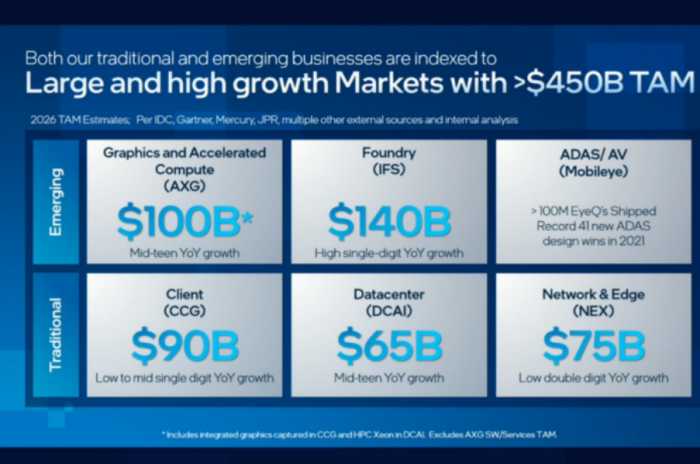 Both our traditional and emerging businesses are indexed to
Large and high growth Markets with >$450B TAM
2026 TAM Estimates; Per IDC, Gartner, Mercury, JPR, multiple other external sources and internal analysis
Emerging
Graphics and Accelerated
Compute
(AXG)
$100B*
Mid-teen YoY growth
Foundry
(IFS)
$140B
High single-digit YoY growth
ADAS/ AV
(Mobileye)
> 100M EyeQ's Shipped
Record 41 new ADAS
design wins in 2021
Traditional
Client
(CCG)
$90B
Low to mid single digit YoY growth
Datacenter
(DCAI)
$65B
Mid-teen YoY growth
Network & Edge
(NEX)
$75B
Low double digit YoY growth
* Includes integrated graphics captured in CCG and HPC Xeon in DCAI. Excludes AXG SW/Services TAM.